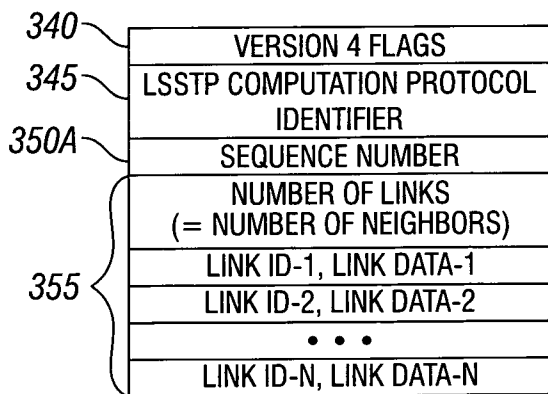 340
VERSION 4 FLAGS
345
LSSTP COMPUTATION PROTOCOL
IDENTIFIER
350A
SEQUENCE NUMBER
NUMBER OF LINKS
(= NUMBER OF NEIGHBORS)
355
LINK ID-1, LINK DATA-1
LINK ID-2, LINK DATA-2
• • •
LINK ID-N, LINK DATA-N